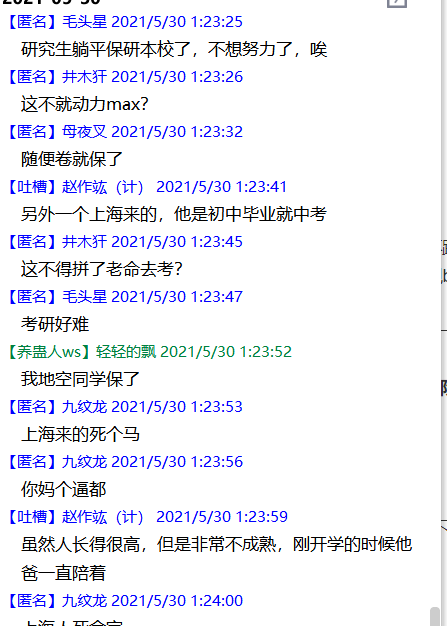 【匿名】毛头星 2021/5/30 1:23:25
研究生躺平保研本校了，不想努力了，唉
【匿名】井木犴 2021/5/30 1:23:26
这不就动力max？
【匿名】母夜叉 2021/5/30 1:23:32
随便卷就保了
【吐槽】赵作竑（计） 2021/5/30 1:23:41
另外一个上海来的，他是初中毕业就中考
【匿名】井木犴 2021/5/30 1:23:45
这不得拼了老命去考？
【匿名】毛头星 2021/5/30 1:23:47
考研好难
【养蛊人ws】轻轻的飘 2021/5/30 1:23:52
我地空同学保了
【匿名】九纹龙 2021/5/30 1:23:53
上海来的死个马
【匿名】九纹龙 2021/5/30 1:23:56
你妈个逼都
【吐槽】赵作竑（计） 2021/5/30 1:23:59
虽然人长得很高，但是非常不成熟，刚开学的时候他
爸一直陪着
【匿名】九纹龙 2021/5/30 1:24:00